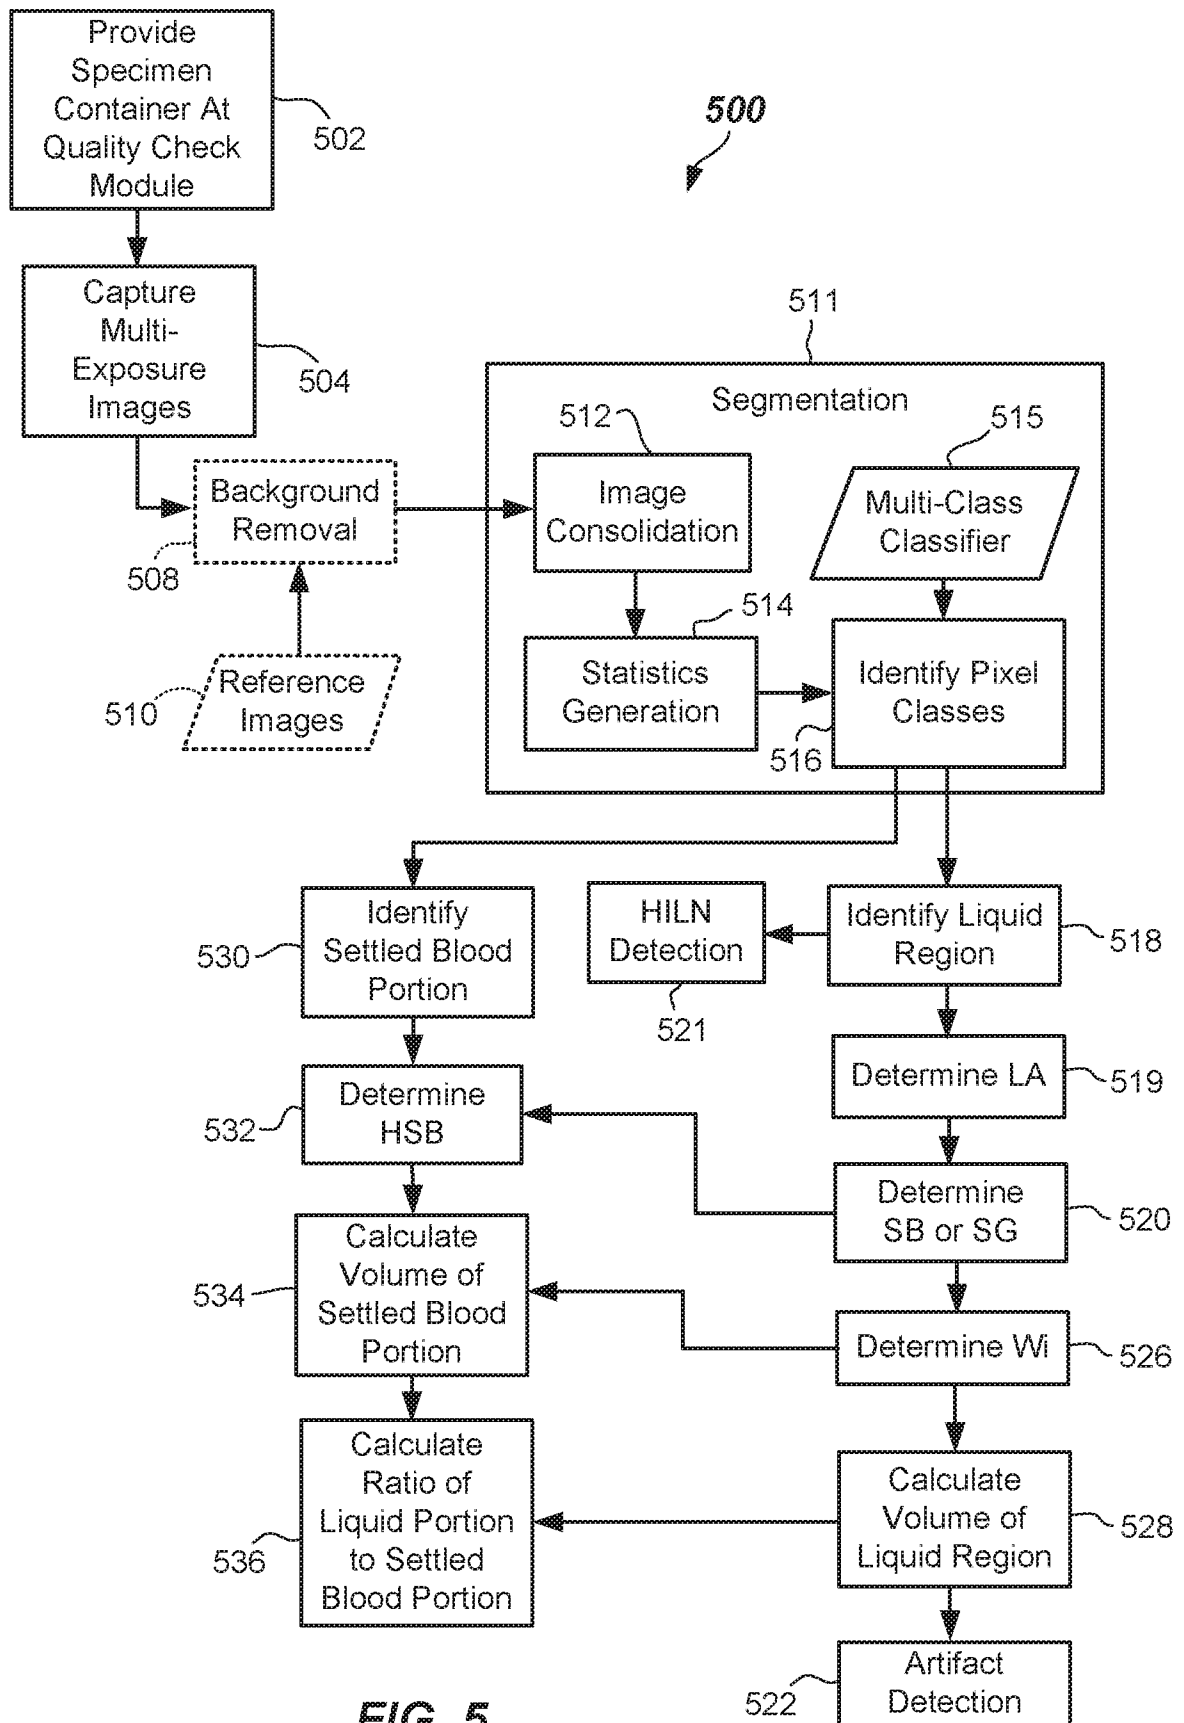 Provide
Specimen
Container At
Quality Check
Module
502
500
Capture
Multi-
Exposure
Images
504
511
Segmentation
512
515
Background
Removal
508
Image
Consolidation
Multi-Class
Classifier
514
Reference
Images
510
Statistics
Generation
Identify Pixel
Classes
516
Identify
Settled Blood
Portion
530
HILN
Detection
521
Identify Liquid
Region
518
Determine LA
519
Determine
HSB
532
Determine
SB or SG
520
Calculate
Volume of
Settled Blood
Portion
534
Determine Wi
526
Calculate
Ratio of
Liquid Portion
to Settled
Blood Portion
536
Calculate
Volume of
Liquid Region
528
Artifact
Detection
522
FIG. 5